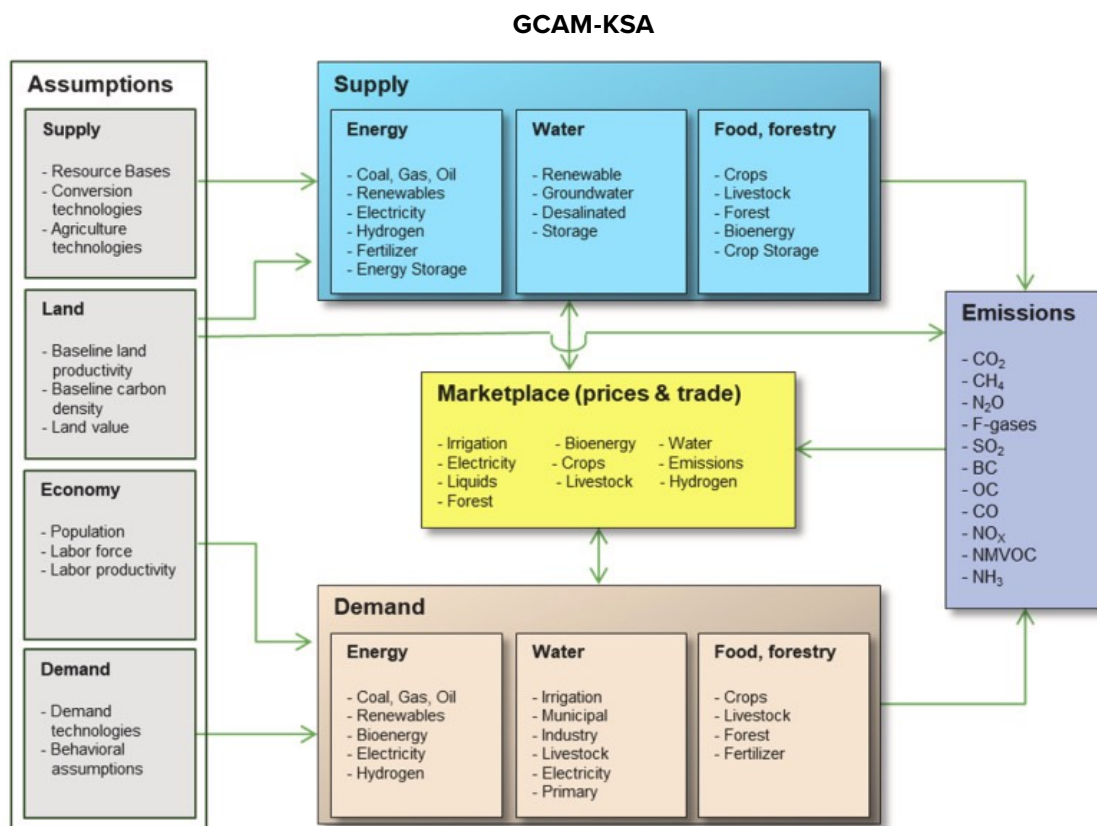 GCAM-KSA
Assumptions
Supply
- Resource Bases
- Conversion
technologies
- Agriculture
technologies
Land
- Baseline land
productivity
- Baseline carbon
density
- Land value
Economy
- Population
- Labor force
- Labor productivity
Demand
- Demand
technologies
- Behavioral
assumptions
Supply
Energy
- Coal, Gas, Oil
- Renewables
- Electricity
- Hydrogen
- Fertilizer
- Energy Storage
Water
- Renewable
- Groundwater
- Desalinated
- Storage
Food, forestry
- Crops
- Livestock
- Forest
- Bioenergy
- Crop Storage
Marketplace (prices & trade)
- Irrigation
- Electricity
- Liquids
- Forest
- Bioenergy
- Crops
- Livestock
- Water
- Emissions
- Hydrogen
Demand
Energy
- Coal, Gas, Oil
- Renewables
- Bioenergy
- Electricity
- Hydrogen
Water
- Irrigation
- Municipal
- Industry
- Livestock
- Electricity
- Primary
Food, forestry
- Crops
- Livestock
- Forest
- Fertilizer
Emissions
- CO₂
- CH₄
- N₂O
- F-gases
- SO₂
- BC
- OC
- CO
- NOₓ
- NMVOC
- NH₃